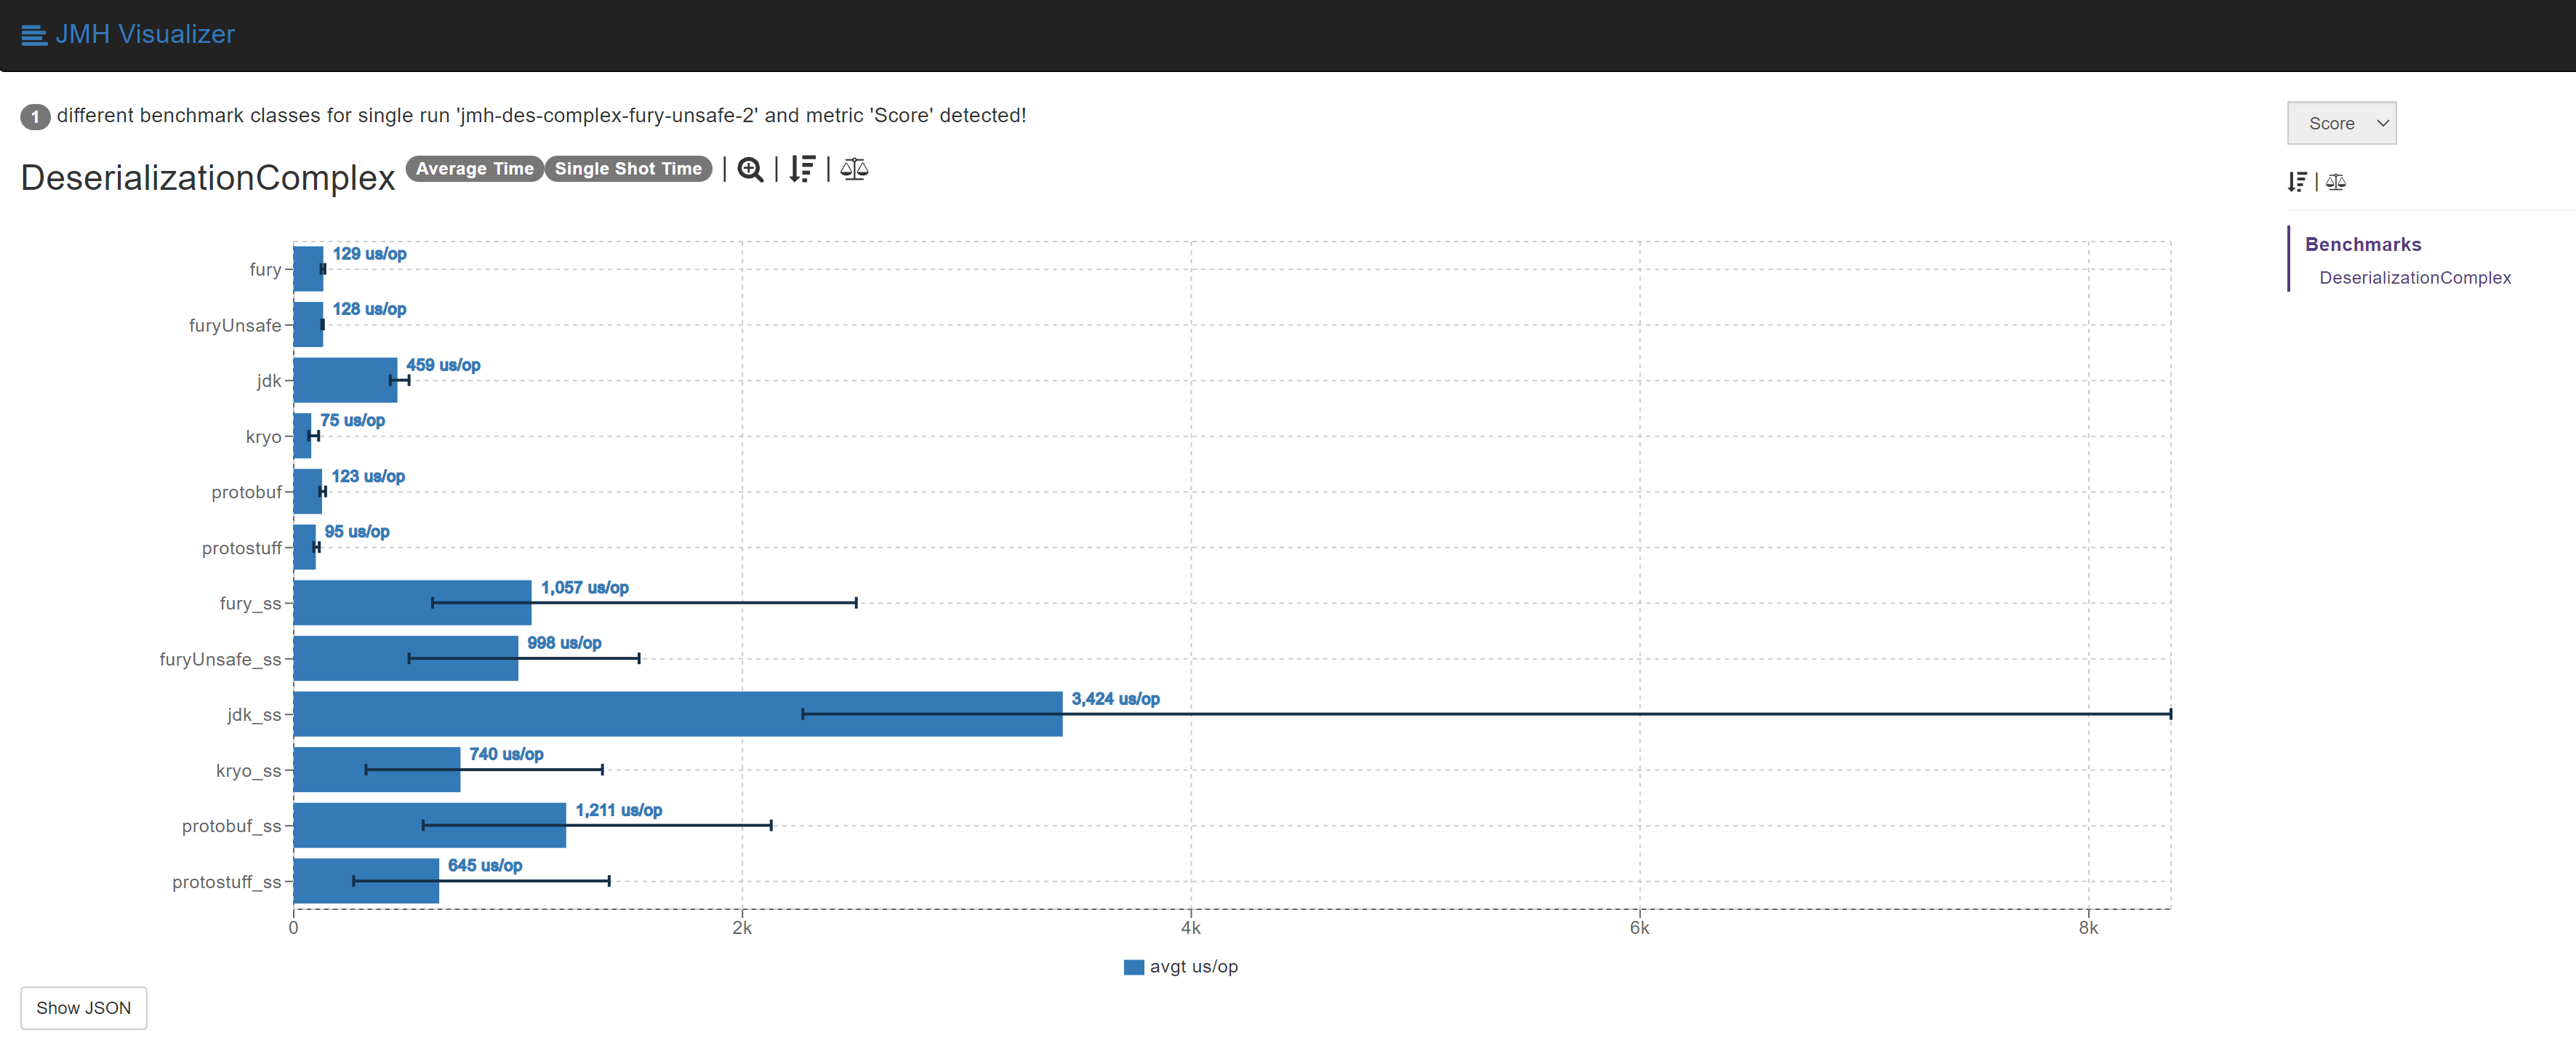 JMH Visualizer
1 different benchmark classes for single run 'jmh-des-complex-fury-unsafe-2' and metric 'Score' detected!
Score
DeserializationComplex Average Time Single Shot Time
Benchmarks
DeserializationComplex
fury 129 us/op
furyUnsafe 128 us/op
jdk 459 us/op
kryo 75 us/op
protobuf 123 us/op
protostuff 95 us/op
fury_ss 1,057 us/op
furyUnsafe_ss 998 us/op
jdk_ss 3,424 us/op
kryo_ss 740 us/op
protobuf_ss 1,211 us/op
protostuff_ss 645 us/op
0 2k 4k 6k 8k
avgt us/op
Show JSON